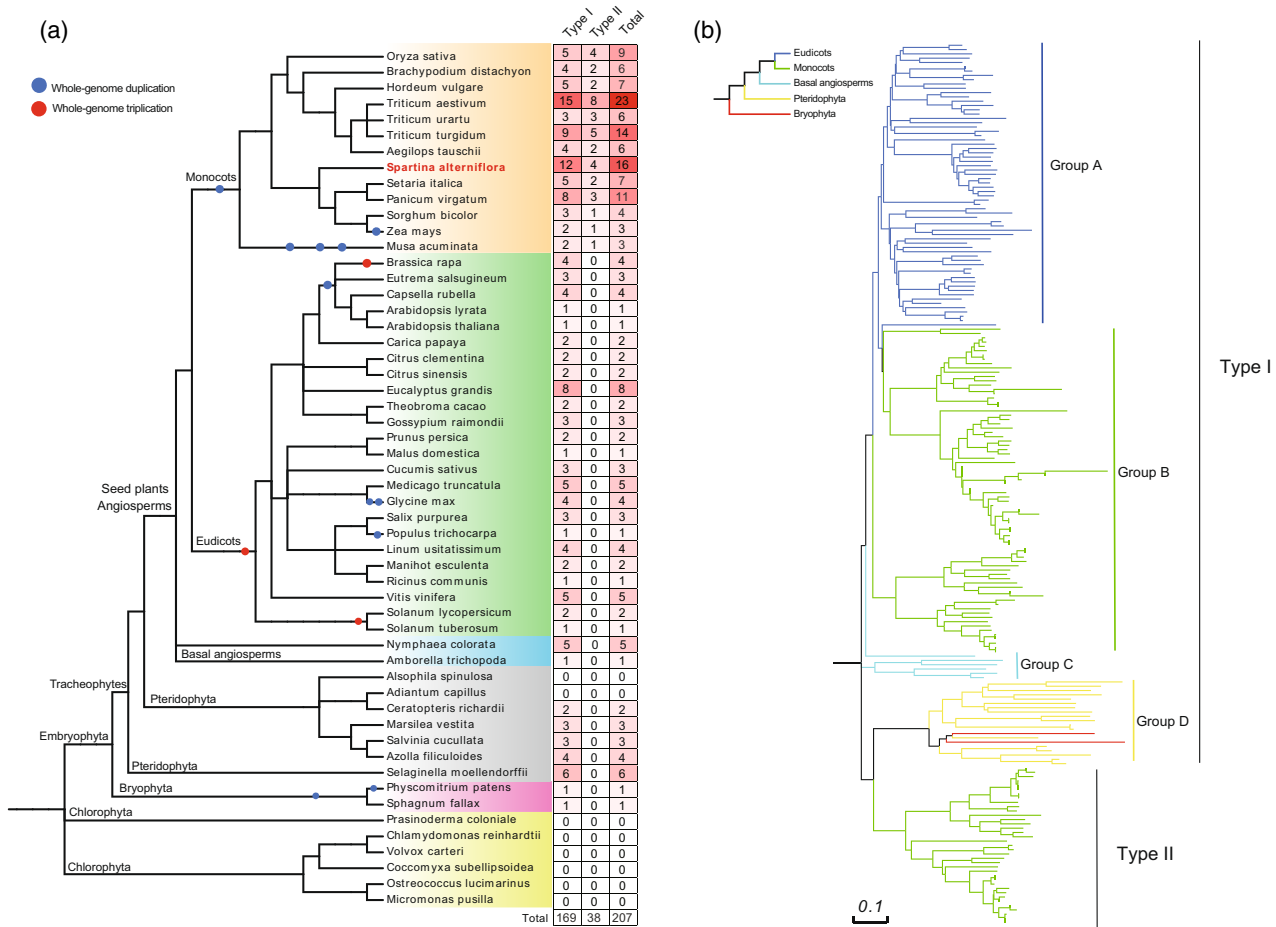 (a)
Type I Type II Total
Whole-genome duplication
Whole-genome triplication
Oryza sativa 5 4 9
Brachypodium distachyon 4 2 6
Hordeum vulgare 5 2 7
Triticum aestivum 15 8 23
Triticum urartu 3 3 6
Triticum turgidum 9 5 14
Aegilops tauschii 4 2 6
Spartina alterniflora 12 4 16
Monocots
Setaria italica 5 2 7
Panicum virgatum 8 3 11
Sorghum bicolor 3 1 4
Zea mays 2 1 3
Musa acuminata 2 1 3
Brassica rapa 4 0 4
Eutrema salsugineum 3 0 3
Capsella rubella 4 0 4
Arabidopsis lyrata 1 0 1
Arabidopsis thaliana 1 0 1
Carica papaya 2 0 2
Citrus clementina 2 0 2
Citrus sinensis 2 0 2
Eucalyptus grandis 8 0 8
Theobroma cacao 2 0 2
Gossypium raimondii 3 0 3
Prunus persica 2 0 2
Malus domestica 1 0 1
Cucumis sativus 3 0 3
Medicago truncatula 5 0 5
Seed plants
Angiosperms
Glycine max 4 0 4
Salix purpurea 3 0 3
Populus trichocarpa 1 0 1
Eudicots
Linum usitatissimum 4 0 4
Manihot esculenta 2 0 2
Ricinus communis 1 0 1
Vitis vinifera 5 0 5
Solanum lycopersicum 2 0 2
Solanum tuberosum 1 0 1
Nymphaea colorata 5 0 5
Basal angiosperms
Amborella trichopoda 1 0 1
Alsophila spinulosa 0 0 0
Tracheophytes
Adiantum capillus 0 0 0
Pteridophyta
Ceratopteris richardii 2 0 2
Marsilea vestita 3 0 3
Embryophyta
Salvinia cucullata 3 0 3
Azolla filiculoides 4 0 4
Pteridophyta
Selaginella moellendorffii 6 0 6
Bryophyta
Physcomitrium patens 1 0 1
Sphagnum fallax 1 0 1
Chlorophyta
Prasinoderma coloniale 0 0 0
Chlamydomonas reinhardtii 0 0 0
Volvox carteri 0 0 0
Chlorophyta
Coccomyxa subellipsoidea 0 0 0
Ostreococcus lucimarinus 0 0 0
Micromonas pusilla 0 0 0
Total 169 38 207
(b)
Eudicots
Monocots
Basal angiosperms
Pteridophyta
Bryophyta
Group A
Type I
Group B
Group C
Group D
Type II
0.1